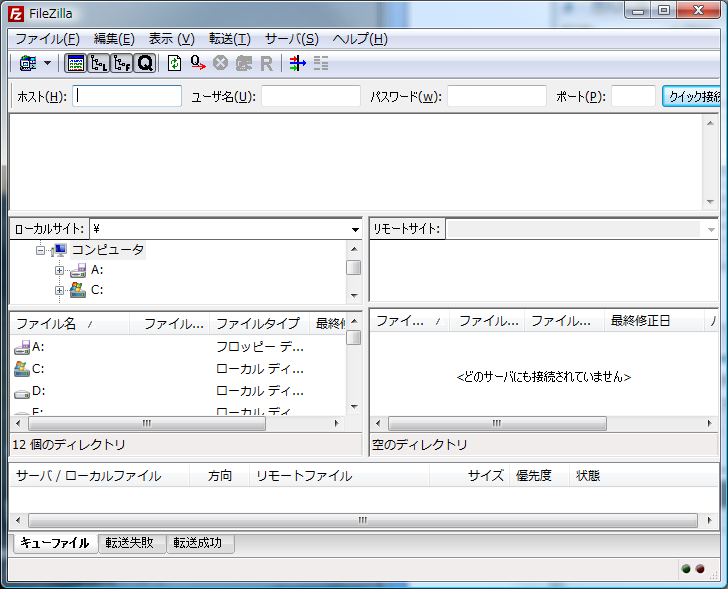 FileZilla
ファイル(F) 編集(E) 表示 (V) 転送(T) サーバ(S) ヘルプ(H)
ホスト(H): ユーザ名(U): パスワード(w): ポート(P): クイック接続
ローカルサイト: ¥
リモートサイト:
コンピュータ
A:
C:
ファイル名 ファイル... ファイルタイプ 最終修
A: フロッピー デ...
C: ローカル ディ...
D: ローカル ディ...
12 個のディレクトリ
ファイ... ファイル... ファイル... 最終修正日
<どのサーバにも接続されていません>
空のディレクトリ
サーバ / ローカルファイル 方向 リモートファイル サイズ 優先度 状態
キューファイル 転送失敗 転送成功